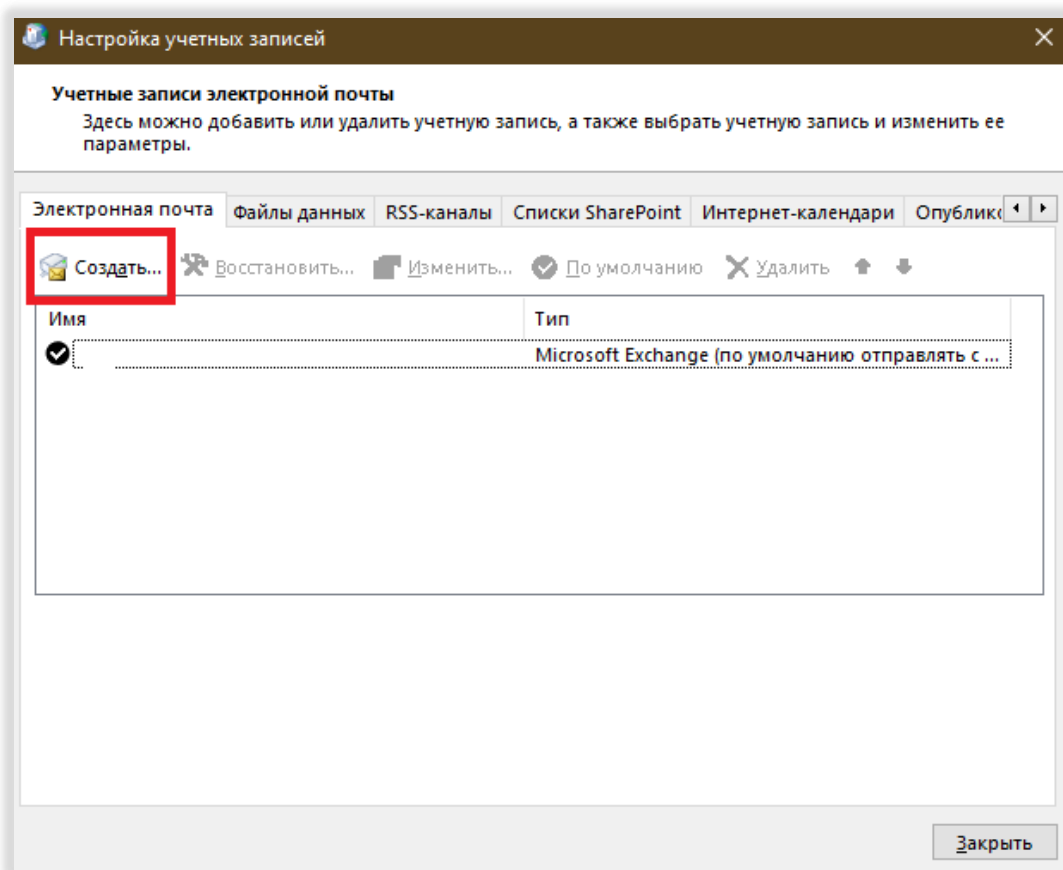 Настройка учетных записей
Учетные записи электронной почты
Здесь можно добавить или удалить учетную запись, а также выбрать учетную запись и изменить ее
параметры.
Электронная почта Файлы данных RSS-каналы Списки SharePoint Интернет-календари Опублико
Создать... Восстановить... Изменить... По умолчанию Удалить
Имя Тип
Microsoft Exchange (по умолчанию отправлять с ...
Закрыть